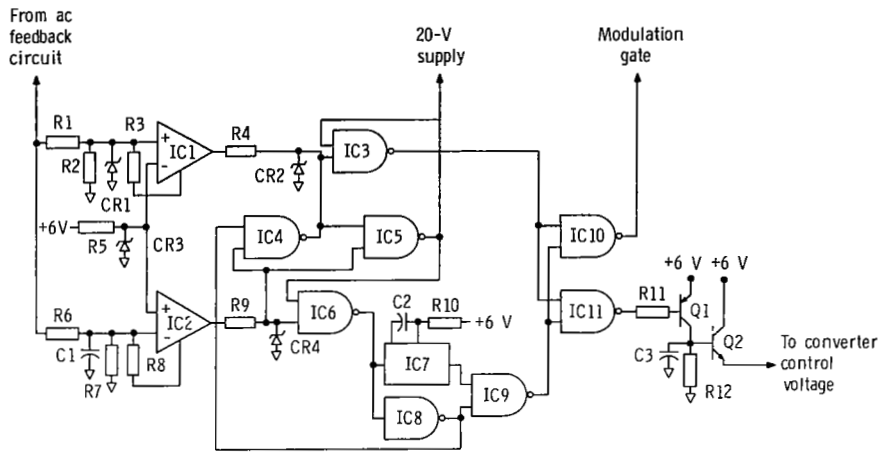 From ac
feedback
circuit
20-V
supply
Modulation
gate
R1
R3
R2
IC1
R4
CR1
CR2
IC3
+6V
R5
CR3
IC4
IC5
IC10
R6
IC2
R9
IC6
C2
R10
+6 V
IC11
R11
+6 V
+6 V
Q1
Q2
C1
R7
R8
CR4
IC7
C3
R12
To converter
control
voltage
IC8
IC9